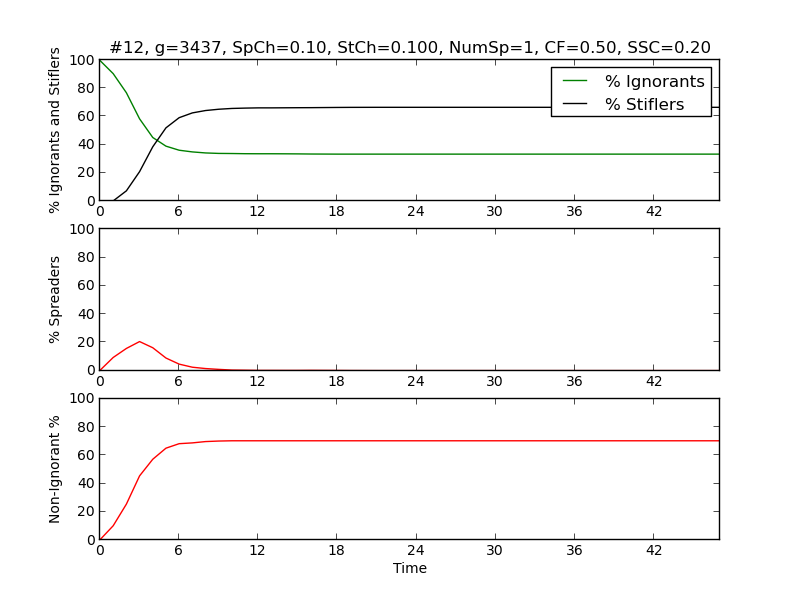 #12, g=3437, SpCh=0.10, StCh=0.100, NumSp=1, CF=0.50, SSC=0.20
% Ignorants and Stiflers
100
80
60
40
20
0
% Ignorants
% Stiflers
0 6 12 18 24 30 36 42
% Spreaders
100
80
60
40
20
0
0 6 12 18 24 30 36 42
Non-Ignorant %
100
80
60
40
20
0
0 6 12 18 24 30 36 42
Time